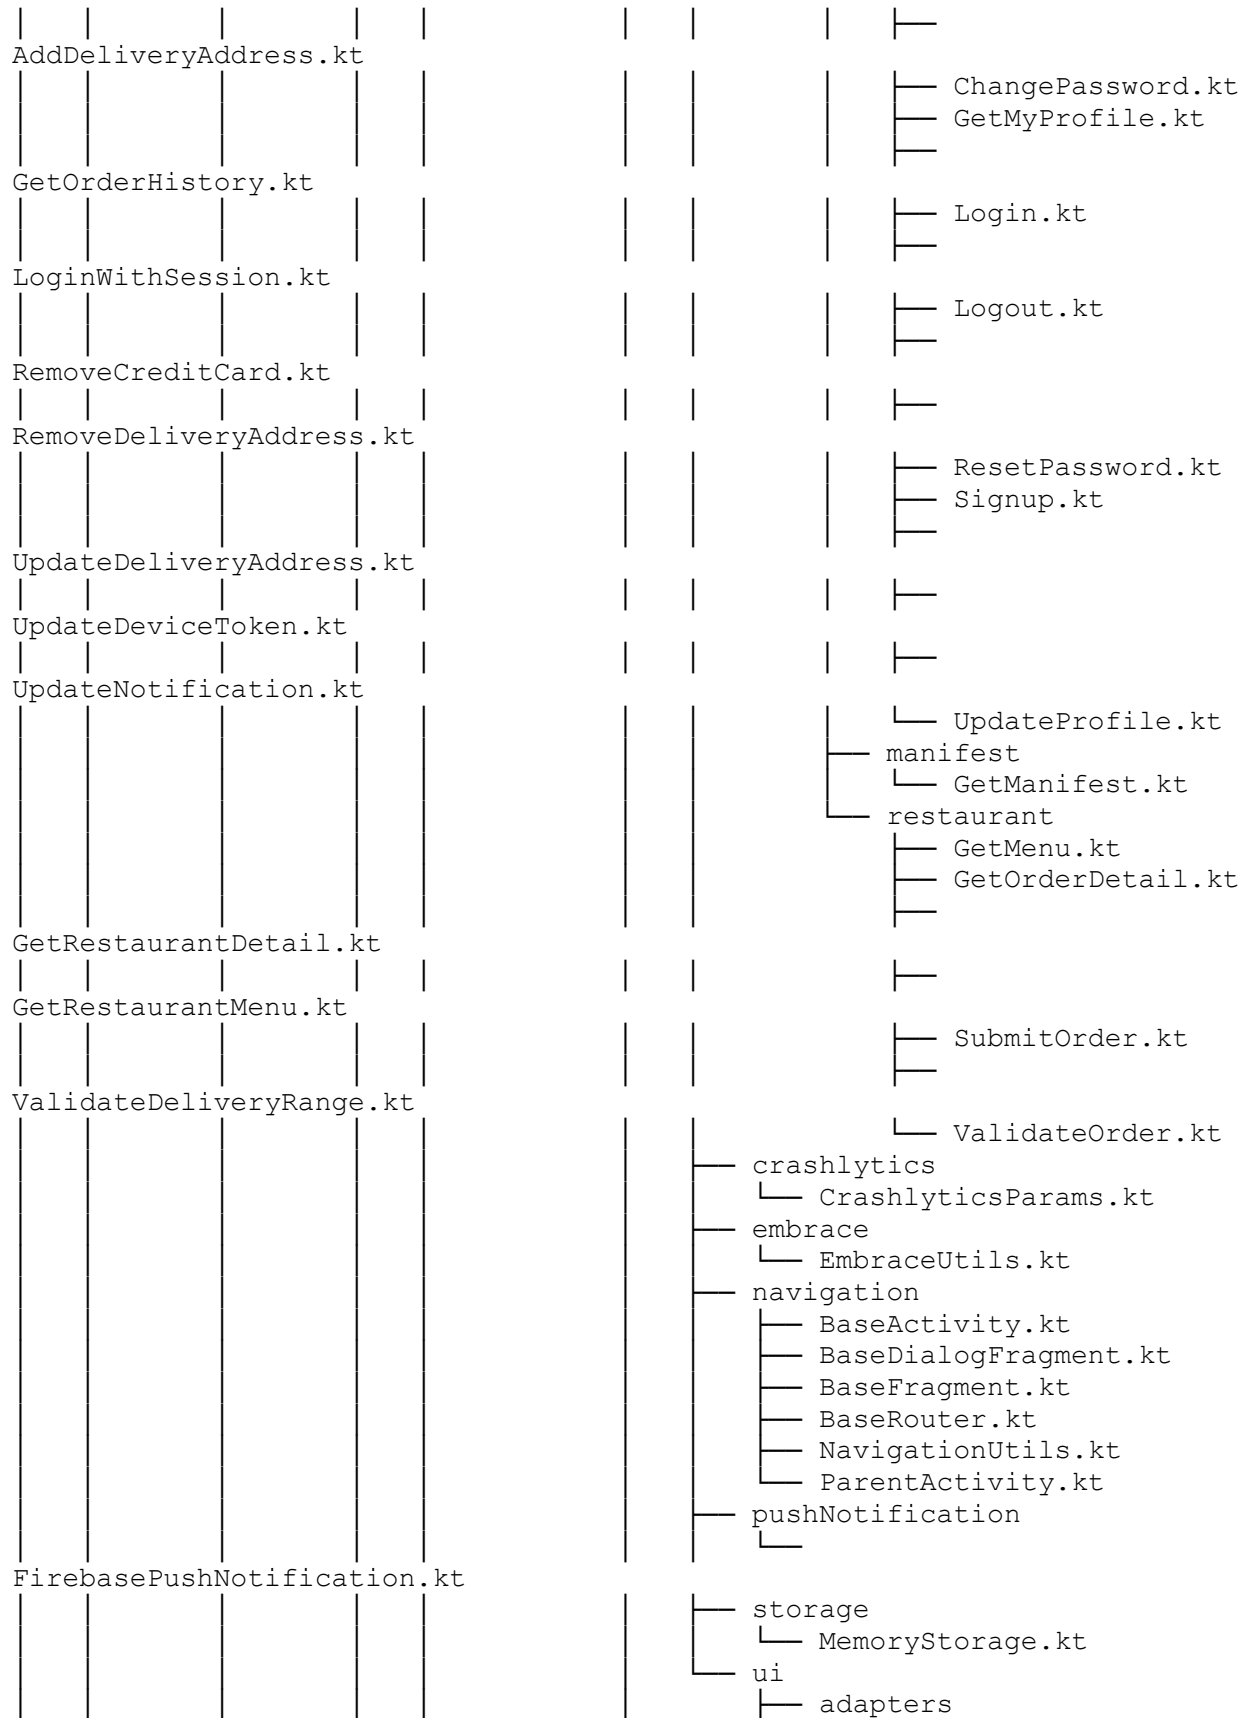 │   │       │       │   │           │   │       │   ├──
AddDeliveryAddress.kt
│   │       │       │   │           │   │       │   ├── ChangePassword.kt
│   │       │       │   │           │   │       │   ├── GetMyProfile.kt
│   │       │       │   │           │   │       │   ├──
GetOrderHistory.kt
│   │       │       │   │           │   │       │   ├── Login.kt
│   │       │       │   │           │   │       │   ├──
LoginWithSession.kt
│   │       │       │   │           │   │       │   ├── Logout.kt
│   │       │       │   │           │   │       │   ├──
RemoveCreditCard.kt
│   │       │       │   │           │   │       │   ├──
RemoveDeliveryAddress.kt
│   │       │       │   │           │   │       │   ├── ResetPassword.kt
│   │       │       │   │           │   │       │   ├── Signup.kt
│   │       │       │   │           │   │       │   ├──
UpdateDeliveryAddress.kt
│   │       │       │   │           │   │       │   ├──
UpdateDeviceToken.kt
│   │       │       │   │           │   │       │   ├──
UpdateNotification.kt
│   │       │       │   │           │   │       │   └── UpdateProfile.kt
│   │       │       │   │           │   │       ├── manifest
│   │       │       │   │           │   │       │   └── GetManifest.kt
│   │       │       │   │           │   │       └── restaurant
│   │       │       │   │           │   │           ├── GetMenu.kt
│   │       │       │   │           │   │           ├── GetOrderDetail.kt
│   │       │       │   │           │   │           ├──
GetRestaurantDetail.kt
│   │       │       │   │           │   │           ├──
GetRestaurantMenu.kt
│   │       │       │   │           │   │           ├── SubmitOrder.kt
│   │       │       │   │           │   │           ├──
ValidateDeliveryRange.kt
│   │       │       │   │           │   │           └── ValidateOrder.kt
│   │       │       │   │           │   ├── crashlytics
│   │       │       │   │           │   │   └── CrashlyticsParams.kt
│   │       │       │   │           │   ├── embrace
│   │       │       │   │           │   │   └── EmbraceUtils.kt
│   │       │       │   │           │   ├── navigation
│   │       │       │   │           │   │   ├── BaseActivity.kt
│   │       │       │   │           │   │   ├── BaseDialogFragment.kt
│   │       │       │   │           │   │   ├── BaseFragment.kt
│   │       │       │   │           │   │   ├── BaseRouter.kt
│   │       │       │   │           │   │   ├── NavigationUtils.kt
│   │       │       │   │           │   │   └── ParentActivity.kt
│   │       │       │   │           │   ├── pushNotification
│   │       │       │   │           │   │   └──
FirebasePushNotification.kt
│   │       │       │   │           │   ├── storage
│   │       │       │   │           │   │   └── MemoryStorage.kt
│   │       │       │   │           │   └── ui
│   │       │       │   │           │       ├── adapters